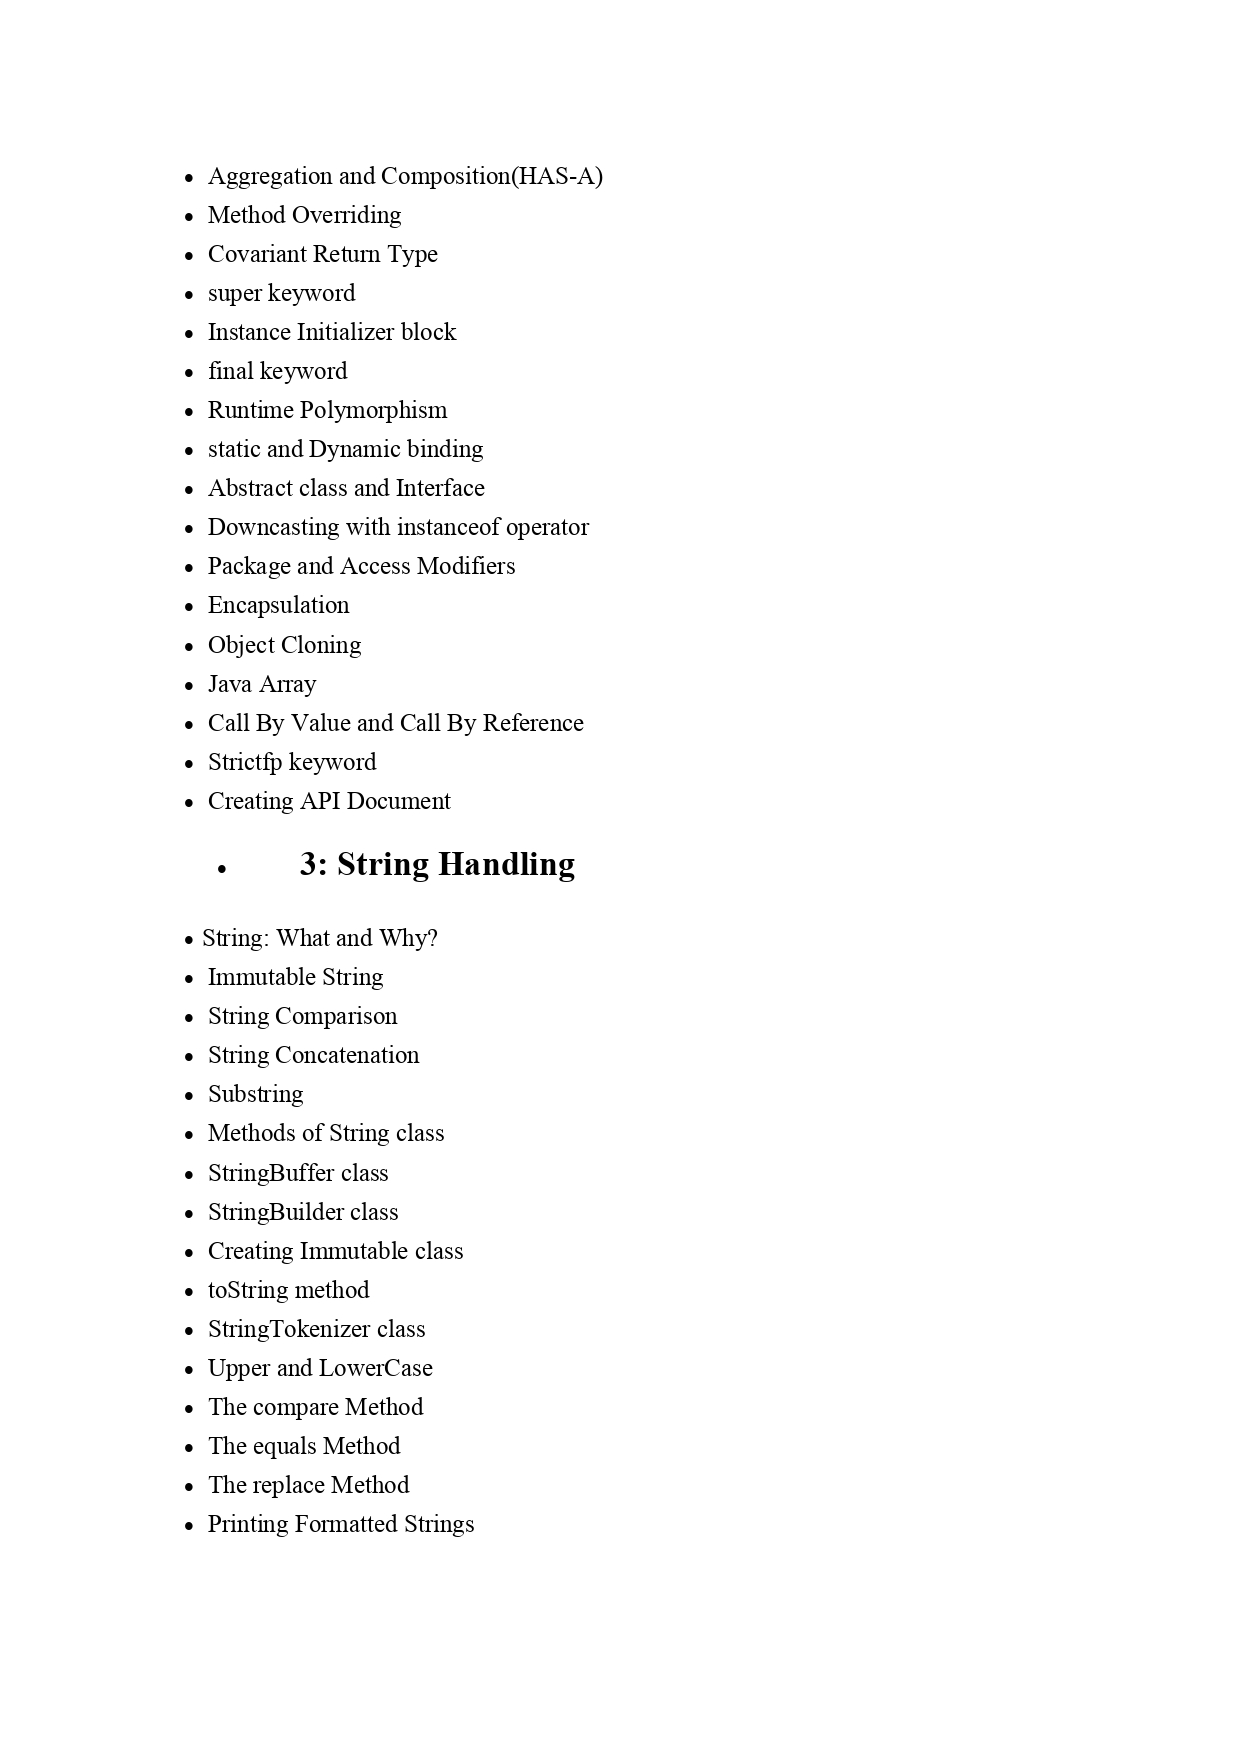 • Aggregation and Composition(HAS-A)
• Method Overriding
• Covariant Return Type
• super keyword
• Instance Initializer block
• final keyword
• Runtime Polymorphism
• static and Dynamic binding
• Abstract class and Interface
• Downcasting with instanceof operator
• Package and Access Modifiers
• Encapsulation
• Object Cloning
• Java Array
• Call By Value and Call By Reference
• Strictfp keyword
• Creating API Document
• 3: String Handling
• String: What and Why?
• Immutable String
• String Comparison
• String Concatenation
• Substring
• Methods of String class
• StringBuffer class
• StringBuilder class
• Creating Immutable class
• toString method
• StringTokenizer class
• Upper and LowerCase
• The compare Method
• The equals Method
• The replace Method
• Printing Formatted Strings